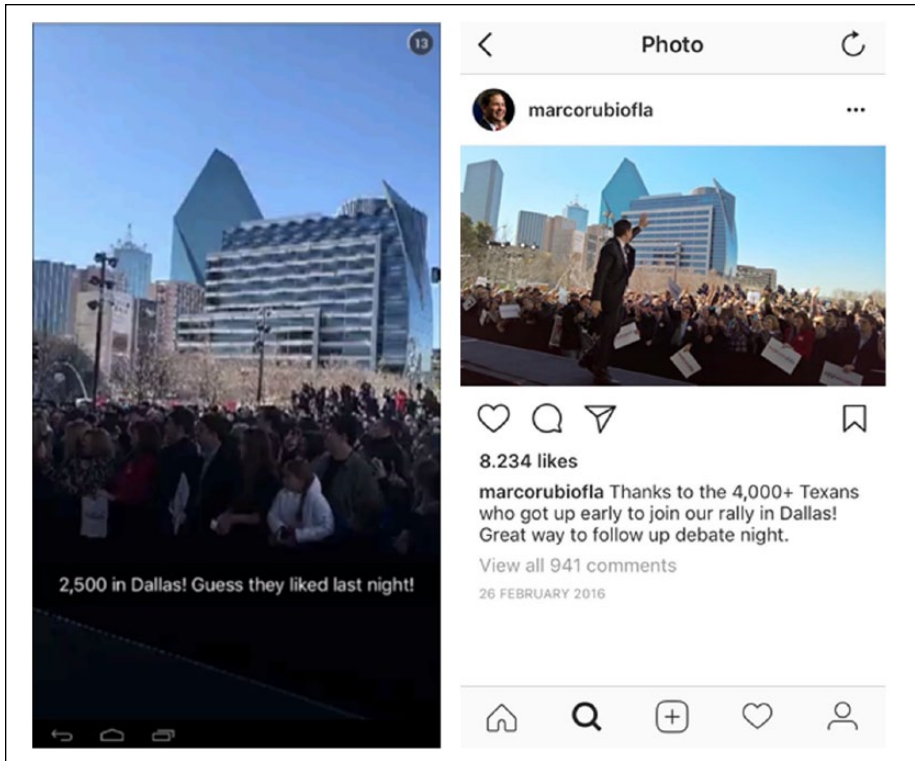 13
2,500 in Dallas! Guess they liked last night!
Photo
marcorubiofla
8.234 likes
marcorubiofla Thanks to the 4,000+ Texans
who got up early to join our rally in Dallas!
Great way to follow up debate night.
View all 941 comments
26 FEBRUARY 2016